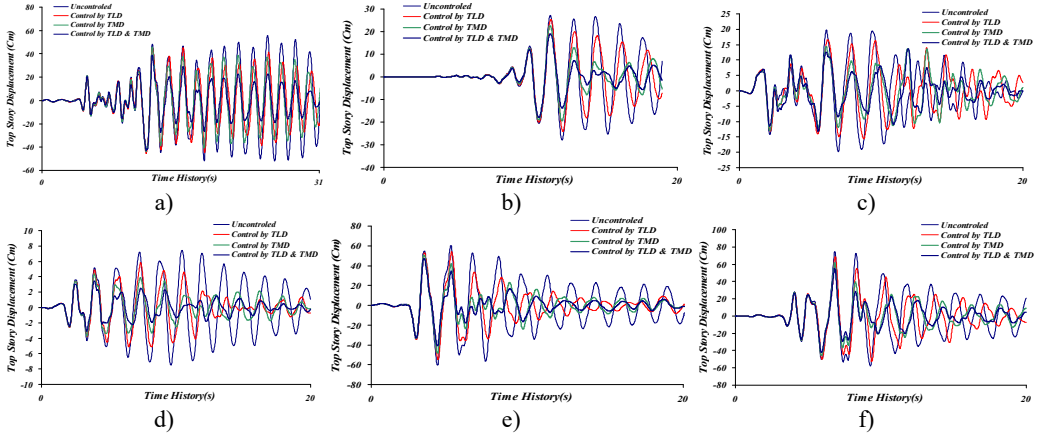 Top Story Displacement (Cm)
80
60
40
20
0
-20
-40
-60
0
31
Time History(s)
Uncontroled
Control by TLD
Control by TMD
Control by TLD & TMD
a)
Top Story Displacement (Cm)
30
20
10
0
-10
-20
-30
-40
0
20
Time History(s)
Uncontroled
Control by TLD
Control by TMD
Control by TLD & TMD
b)
Top Story Displacement (Cm)
25
20
15
10
5
0
-5
-10
-15
-20
25
0
20
Time History(s)
Uncontroled
Control by TLD
Control by TMD
Control by TLD & TMD
c)
Top Story Displacement (Cm)
12
10
8
6
4
2
0
-2
-4
-6
-8
10
0
20
Time History(s)
Uncontroled
Control by TLD
Control by TMD
Control by TLD & TMD
d)
Top Story Displacement (Cm)
80
60
40
20
0
-20
-40
-60
-80
0
20
Time History(s)
Uncontroled
Control by TLD
Control by TMD
Control by TLD & TMD
e)
Top Story Displacement (Cm)
100
80
60
40
20
0
-20
-40
-60
-80
0
20
Time History(s)
Uncontroled
Control by TLD
Control by TMD
Control by TLD & TMD
f)